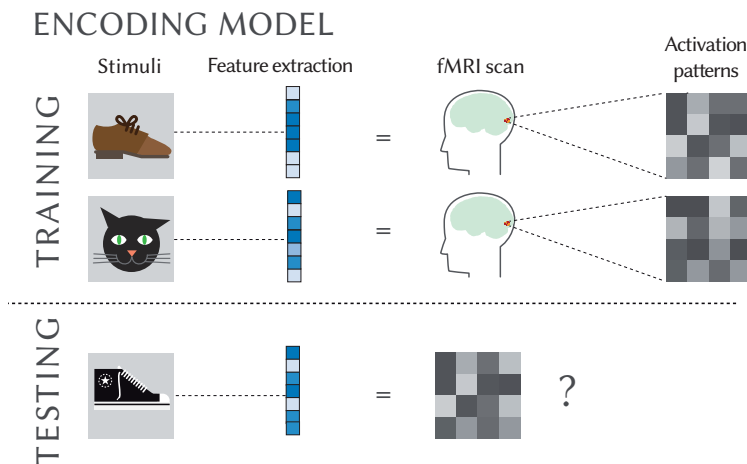 ENCODING MODEL
Stimuli
Feature extraction
fMRI scan
Activation
patterns
TRAINING
=
=
TESTING
=
?